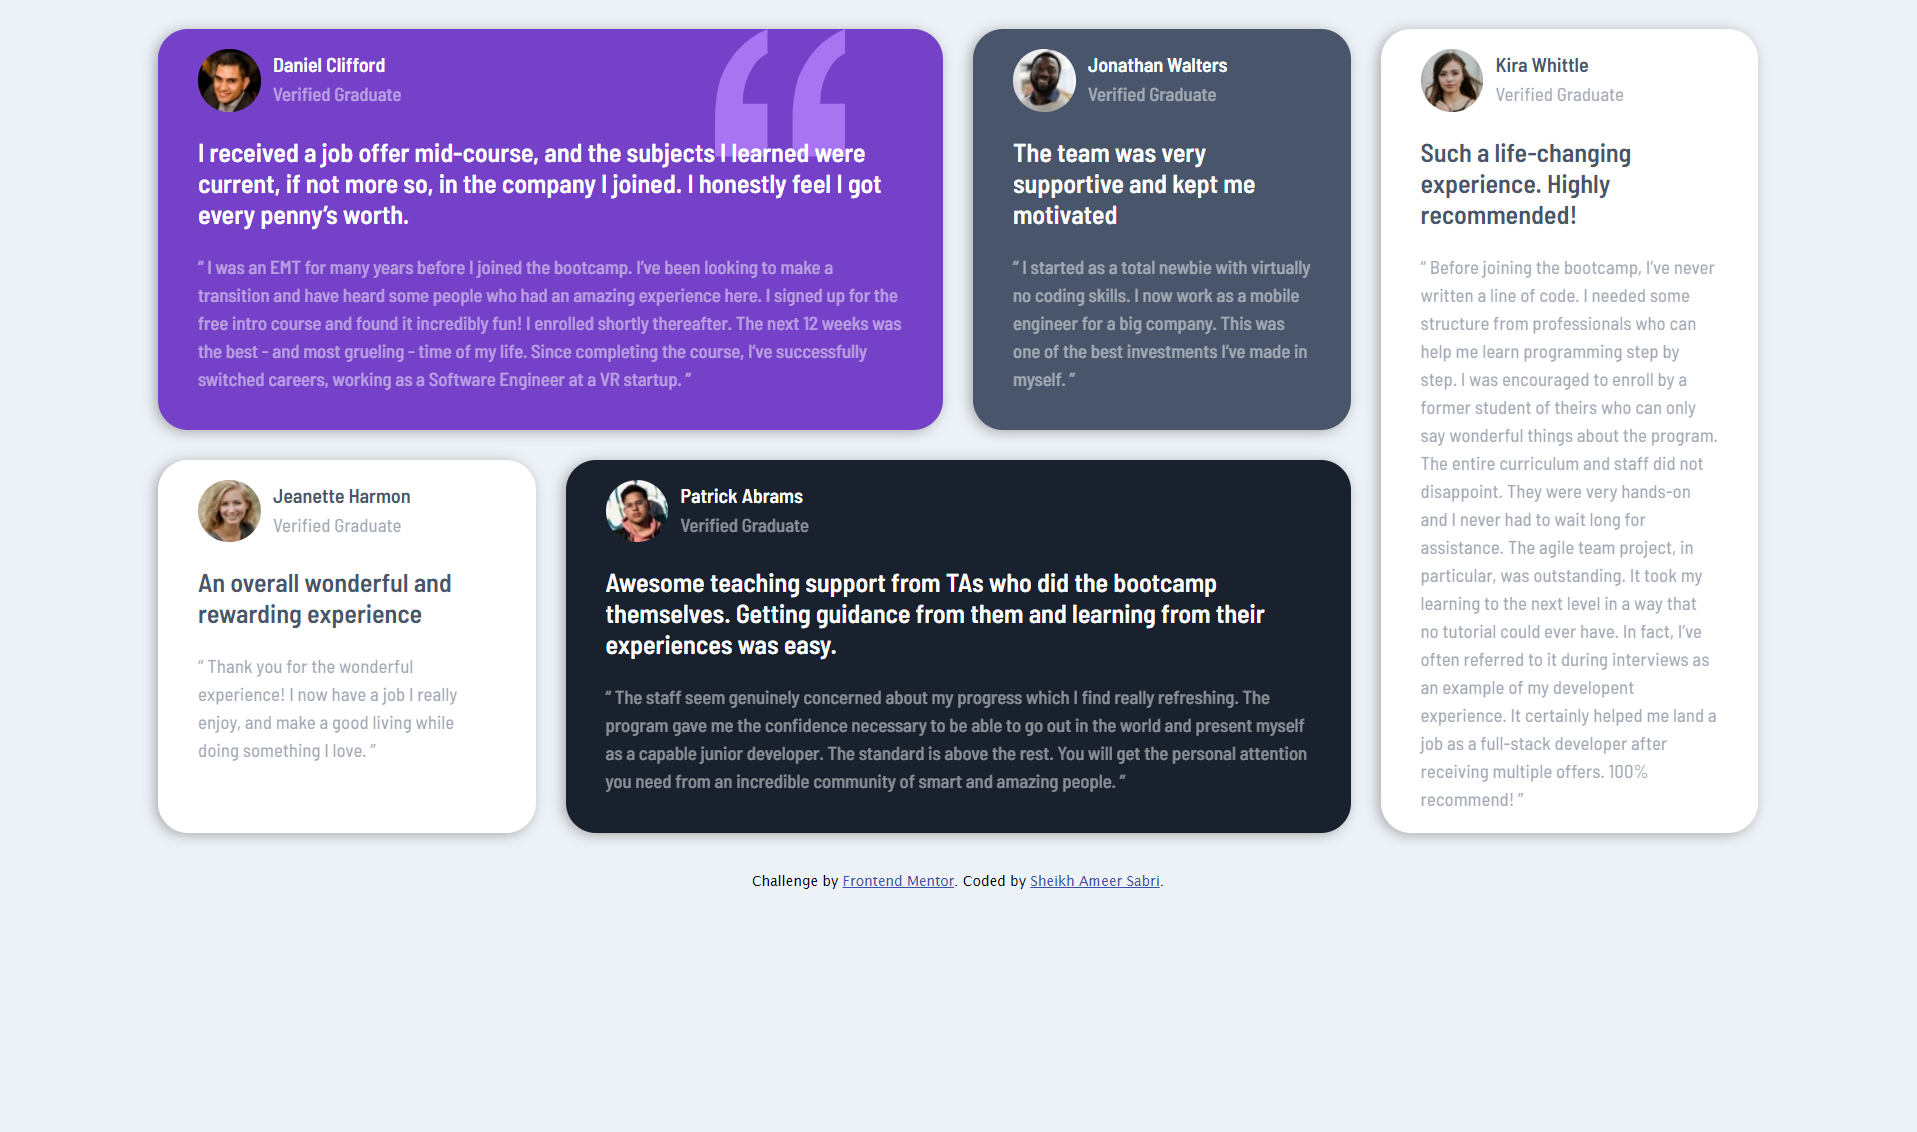 Daniel Clifford
Verified Graduate
I received a job offer mid-course, and the subjects I learned were
current, if not more so, in the company I joined. I honestly feel I got
every penny’s worth.
“ I was an EMT for many years before I joined the bootcamp. I’ve been looking to make a
transition and have heard some people who had an amazing experience here. I signed up for the
free intro course and found it incredibly fun! I enrolled shortly thereafter. The next 12 weeks was
the best - and most grueling - time of my life. Since completing the course, I’ve successfully
switched careers, working as a Software Engineer at a VR startup. ”
Jonathan Walters
Verified Graduate
The team was very
supportive and kept me
motivated
“ I started as a total newbie with virtually
no coding skills. I now work as a mobile
engineer for a big company. This was
one of the best investments I’ve made in
myself. ”
Kira Whittle
Verified Graduate
Such a life-changing
experience. Highly
recommended!
“ Before joining the bootcamp, I’ve never
written a line of code. I needed some
structure from professionals who can
help me learn programming step by
step. I was encouraged to enroll by a
former student of theirs who can only
say wonderful things about the program.
The entire curriculum and staff did not
disappoint. They were very hands-on
and I never had to wait long for
assistance. The agile team project, in
particular, was outstanding. It took my
learning to the next level in a way that
no tutorial could ever have. In fact, I’ve
often referred to it during interviews as
an example of my developent
experience. It certainly helped me land a
job as a full-stack developer after
receiving multiple offers. 100%
recommend! ”
Jeanette Harmon
Verified Graduate
An overall wonderful and
rewarding experience
“ Thank you for the wonderful
experience! I now have a job I really
enjoy, and make a good living while
doing something I love. ”
Patrick Abrams
Verified Graduate
Awesome teaching support from TAs who did the bootcamp
themselves. Getting guidance from them and learning from their
experiences was easy.
“ The staff seem genuinely concerned about my progress which I find really refreshing. The
program gave me the confidence necessary to be able to go out in the world and present myself
as a capable junior developer. The standard is above the rest. You will get the personal attention
you need from an incredible community of smart and amazing people. ”
Challenge by Frontend Mentor. Coded by Sheikh Ameer Sabri.